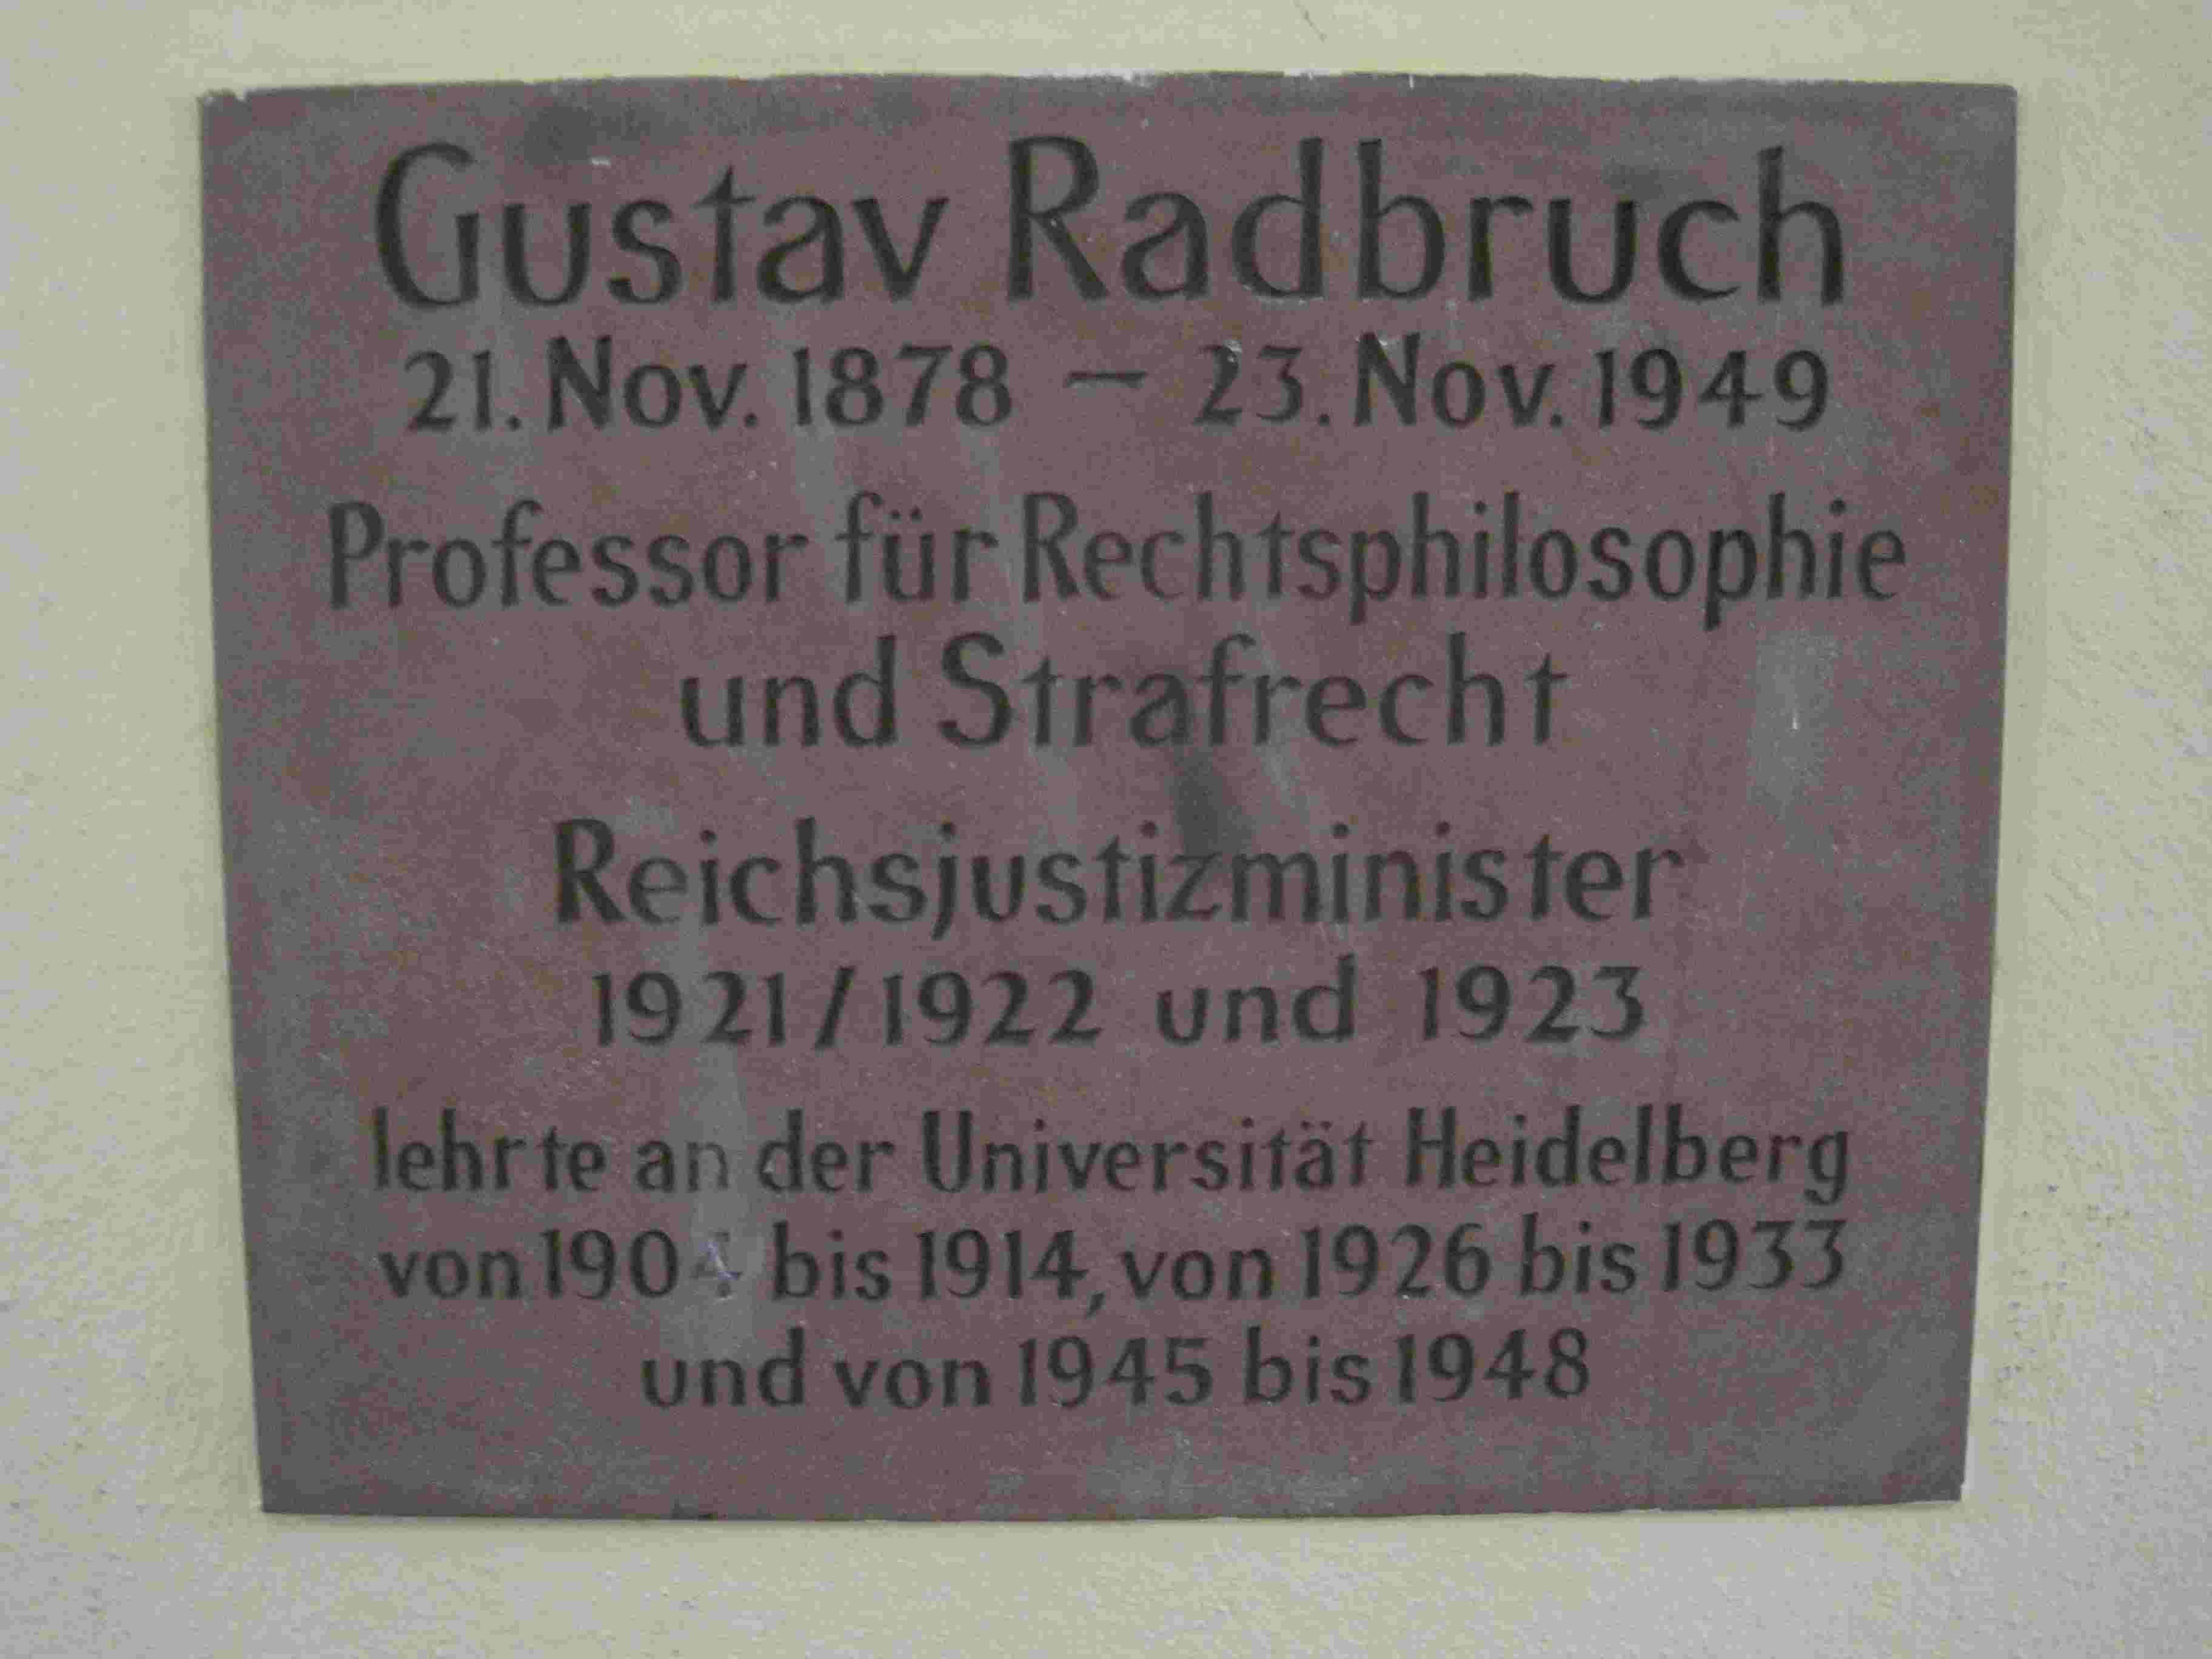 Gustav Radbruch
21. Nov. 1878 – 23. Nov. 1949
Professor für Rechtsphilosophie
und Strafrecht
Reichsjustizminister
1921/1922 und 1923
lehrte an der Universität Heidelberg
von 1904 bis 1914, von 1926 bis 1933
und von 1945 bis 1948